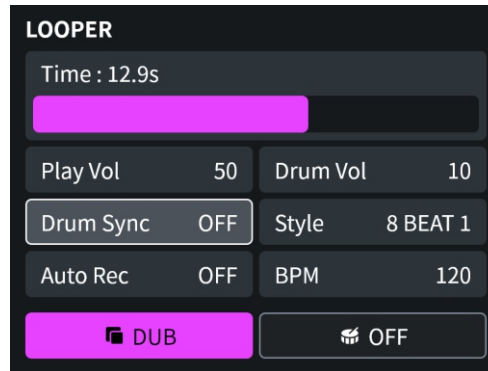 LOOPER
Time : 12.9s
Play Vol 50 Drum Vol 10
Drum Sync OFF Style 8 BEAT 1
Auto Rec OFF BPM 120
DUB OFF